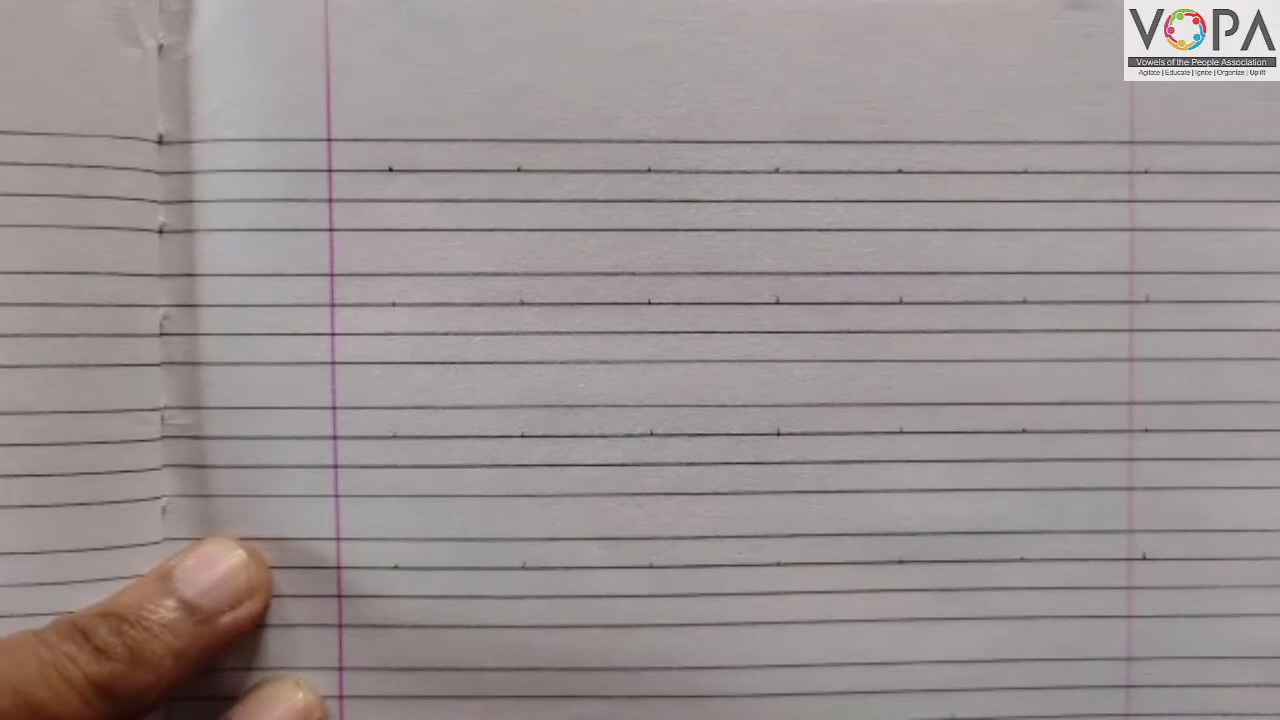 VOPA
Vowels of the People Association
Agitate | Educate | Ignite | Organize | Uplift